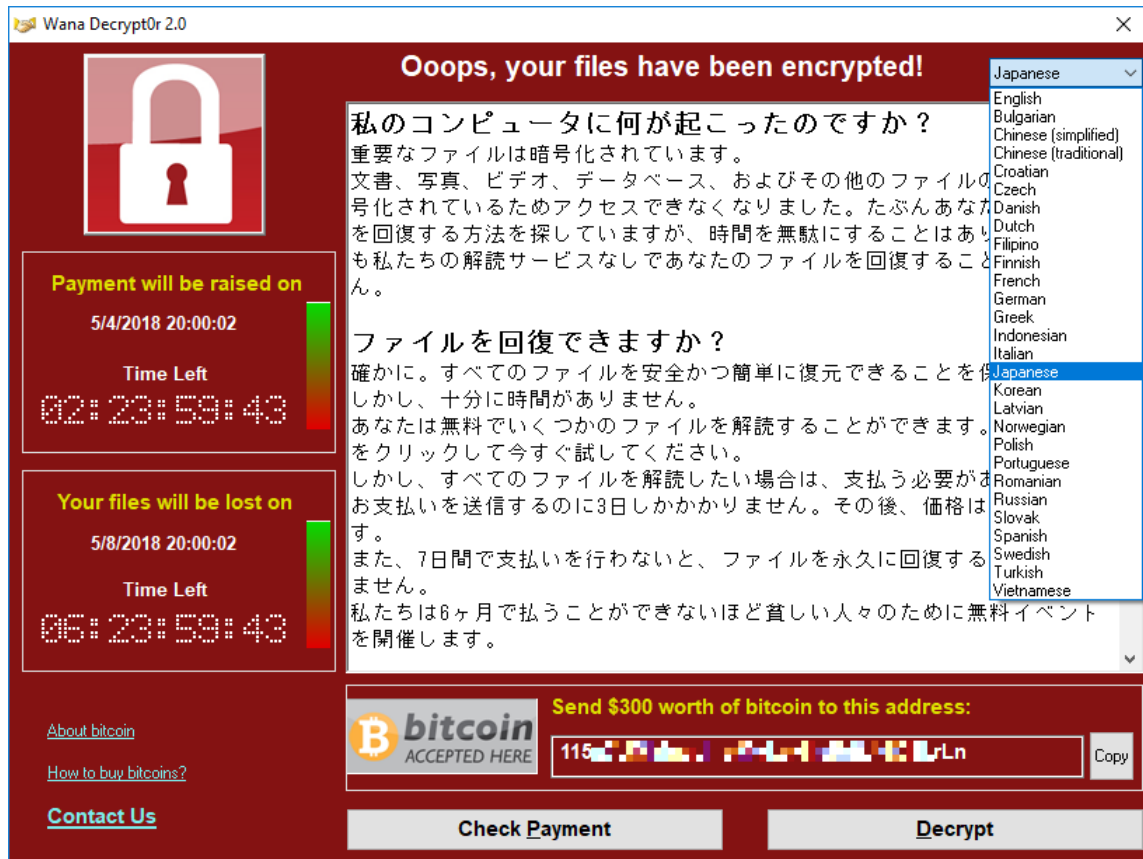 Wana Decrypt0r 2.0
Ooops, your files have been encrypted!
Japanese
English
Bulgarian
Chinese (simplified)
Chinese (traditional)
Croatian
Czech
Danish
Dutch
Filipino
Finnish
French
German
Greek
Indonesian
Italian
Japanese
Korean
Latvian
Norwegian
Polish
Portuguese
Romanian
Russian
Slovak
Spanish
Swedish
Turkish
Vietnamese
私のコンピュータに何が起こったのですか？
重要なファイルは暗号化されています。
文書、写真、ビデオ、データベース、およびその他のファイルの
号化されているためアクセスできなくなりました。たぶんあなた
を回復する方法を探していますが、時間を無駄にすることはあり
も私たちの解読サービスなしであなたのファイルを回復すること
ん。
ファイルを回復できますか？
確かに。すべてのファイルを安全かつ簡単に復元できることを保
しかし、十分に時間がありません。
あなたは無料でいくつかのファイルを解読することができます。
をクリックして今すぐ試してください。
しかし、すべてのファイルを解読したい場合は、支払う必要があ
お支払いを送信するのに3日しかかかりません。その後、価格は
す。
また、7日間で支払いを行わないと、ファイルを永久に回復する
ません。
私たちは6ヶ月で払うことができないほど貧しい人々のために無料イベント
を開催します。
Payment will be raised on
5/4/2018 20:00:02
Time Left
02:23:59:43
Your files will be lost on
5/8/2018 20:00:02
Time Left
06:23:59:43
About bitcoin
How to buy bitcoins?
Contact Us
bitcoin
ACCEPTED HERE
Send $300 worth of bitcoin to this address:
115 rLn
Copy
Check Payment
Decrypt